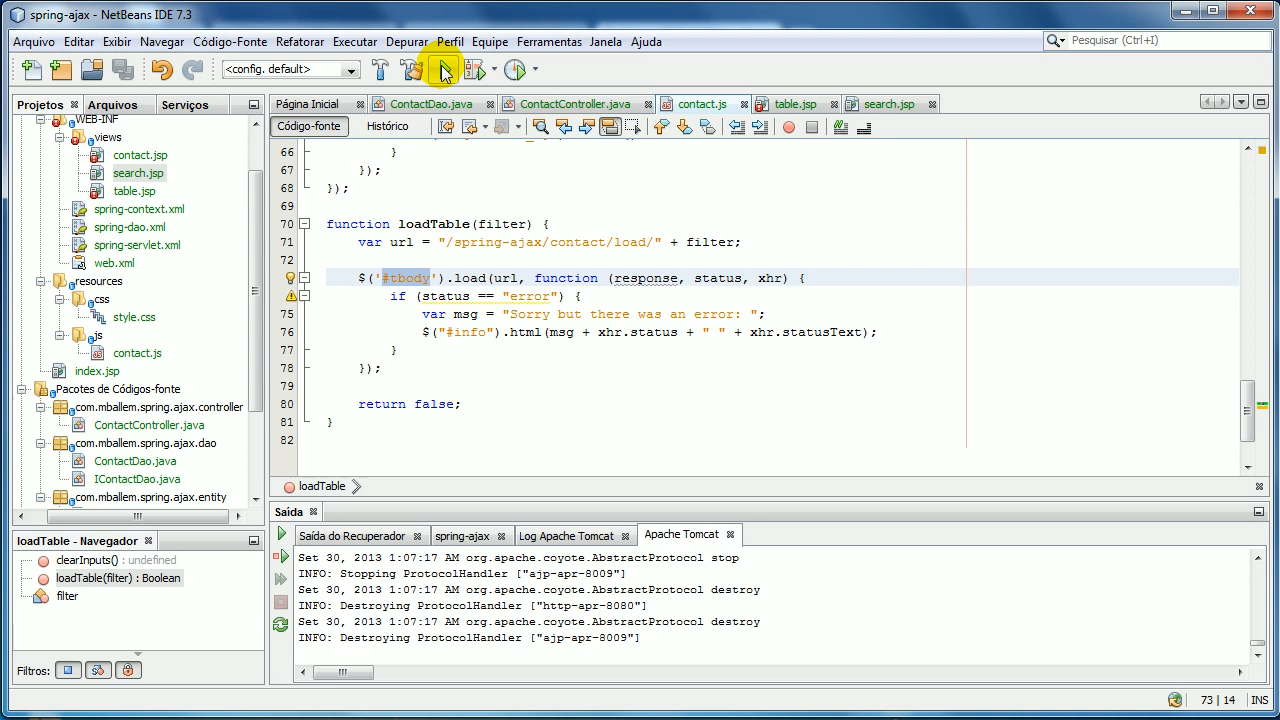 spring-ajax - NetBeans IDE 7.3
Arquivo Editar Exibir Navegar Código-Fonte Refatorar Executar Depurar Perfil Equipe Ferramentas Janela Ajuda
Pesquisar (Ctrl+I)
<config. default>
Projetos Arquivos Serviços
Página Inicial ContactDao.java ContactController.java contact.js table.jsp search.jsp
Código-fonte Histórico
WEB-INF
views
contact.jsp
search.jsp
table.jsp
spring-context.xml
spring-dao.xml
spring-servlet.xml
web.xml
resources
css
style.css
js
contact.js
index.jsp
Pacotes de Códigos-fonte
com.mballem.spring.ajax.controller
ContactController.java
com.mballem.spring.ajax.dao
ContactDao.java
IContactDao.java
com.mballem.spring.ajax.entity
66 }
67 });
68 });
69
70 function loadTable(filter) {
71 var url = "/spring-ajax/contact/load/" + filter;
72
$('#tbody').load(url, function (response, status, xhr) {
if (status == "error") {
75 var msg = "Sorry but there was an error: ";
76 $("#info").html(msg + xhr.status + " " + xhr.statusText);
77 }
78 });
79
80 return false;
81 }
82
loadTable
loadTable - Navegador
clearInputs() : undefined
loadTable(filter) : Boolean
filter
Filtros:
Saída
Saída do Recuperador spring-ajax Log Apache Tomcat Apache Tomcat
Set 30, 2013 1:07:17 AM org.apache.coyote.AbstractProtocol stop
INFO: Stopping ProtocolHandler ["ajp-apr-8009"]
Set 30, 2013 1:07:17 AM org.apache.coyote.AbstractProtocol destroy
INFO: Destroying ProtocolHandler ["http-apr-8080"]
Set 30, 2013 1:07:17 AM org.apache.coyote.AbstractProtocol destroy
INFO: Destroying ProtocolHandler ["ajp-apr-8009"]
73 | 14 INS